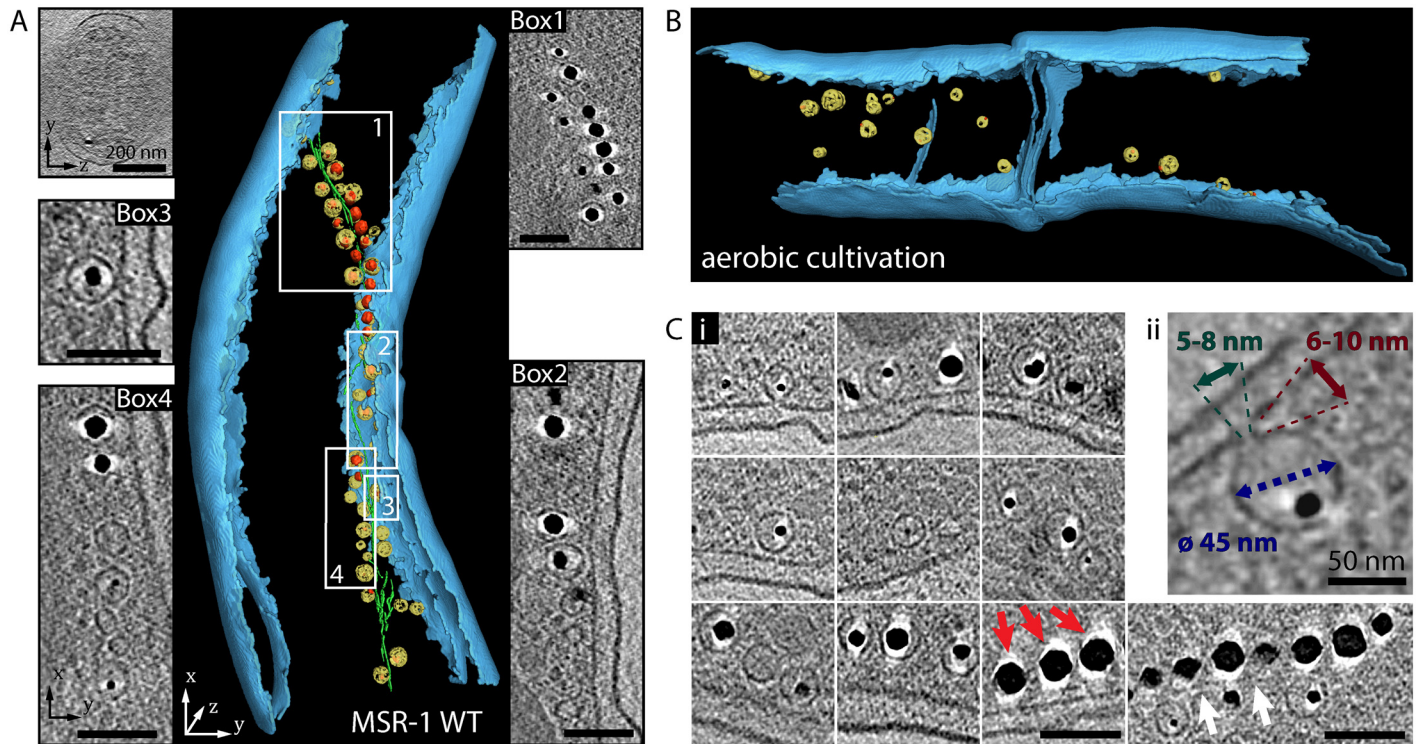 A
y
z
200 nm
Box3
Box4
x
y
1
2
3
4
x
z
y
MSR-1 WT
Box1
Box2
B
aerobic cultivation
C
i
ii
5-8 nm
6-10 nm
ø 45 nm
50 nm